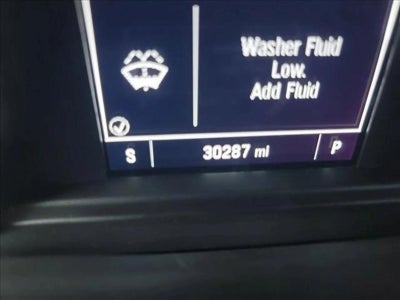 Washer Fluid
Low.
Add Fluid
S 30287 mi P